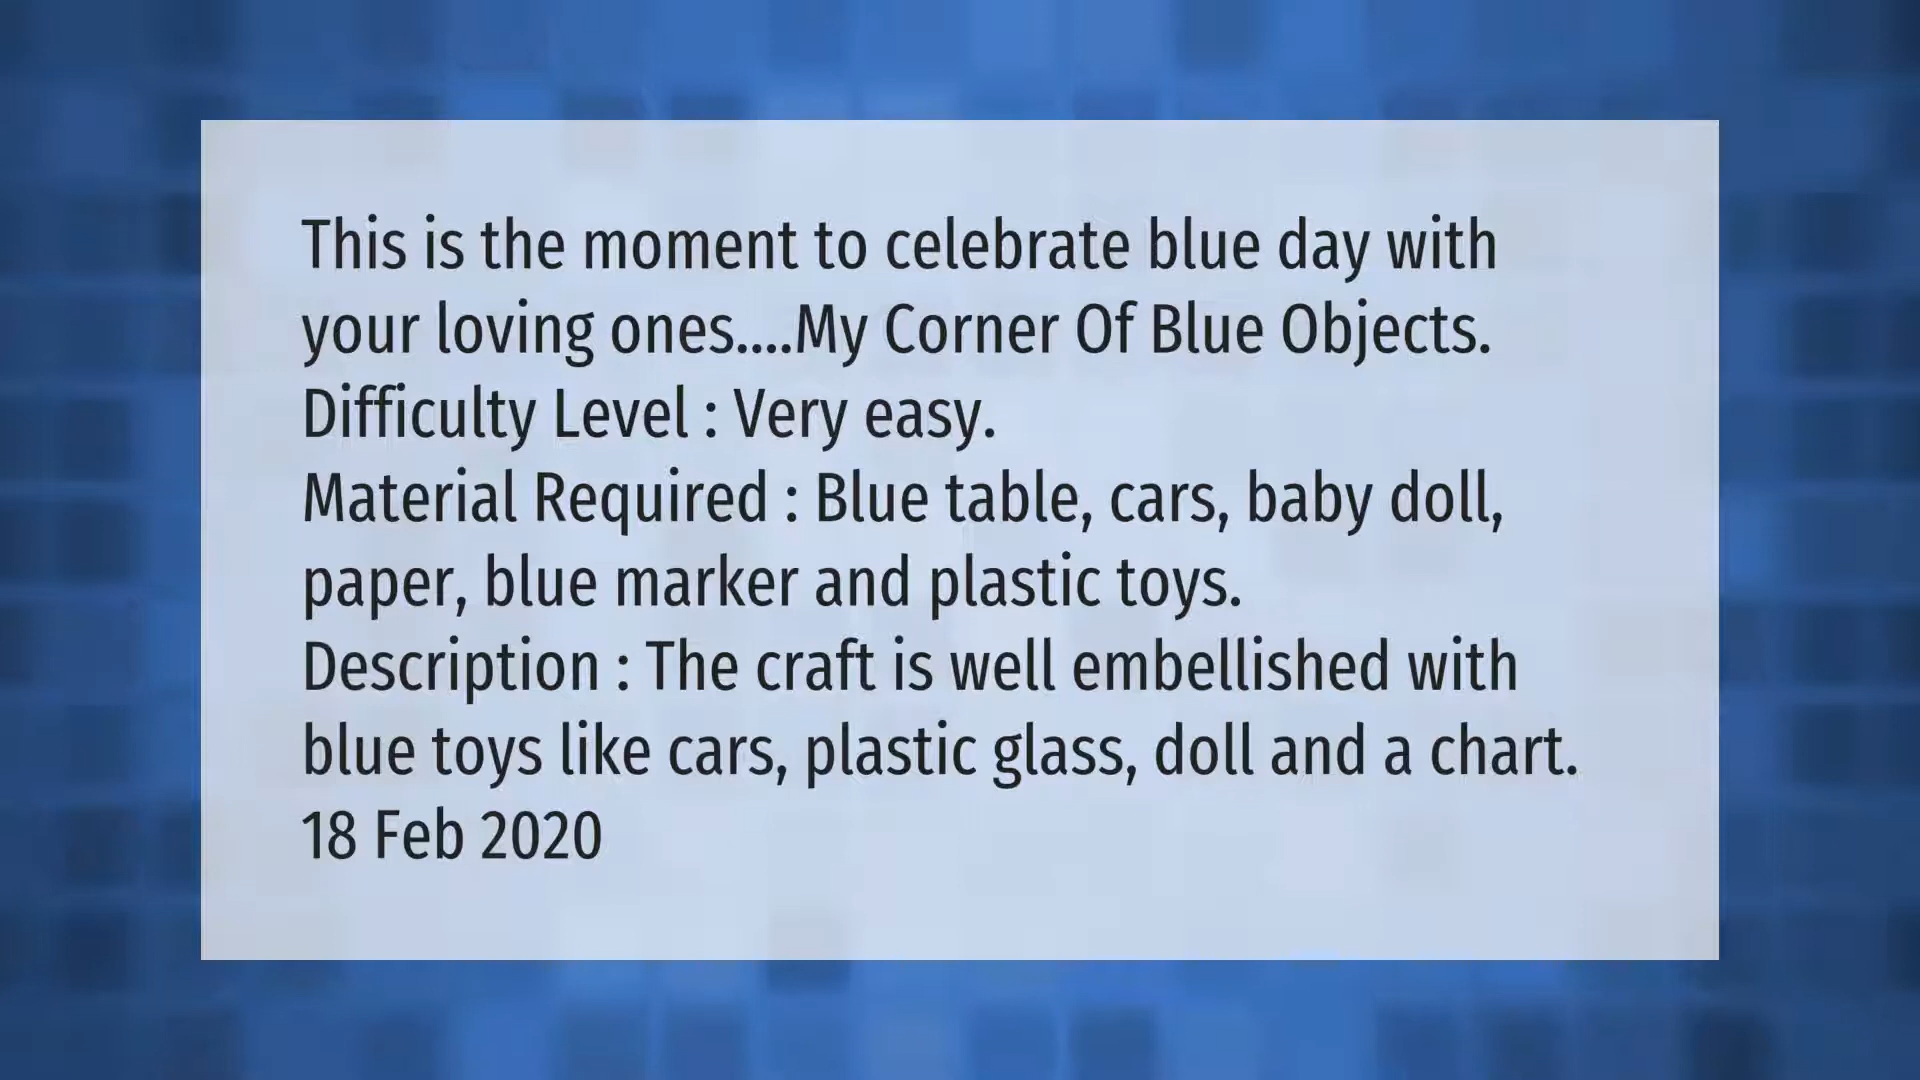 This is the moment to celebrate blue day with
your loving ones....My Corner Of Blue Objects.
Difficulty Level : Very easy.
Material Required : Blue table, cars, baby doll,
paper, blue marker and plastic toys.
Description : The craft is well embellished with
blue toys like cars, plastic glass, doll and a chart.
18 Feb 2020